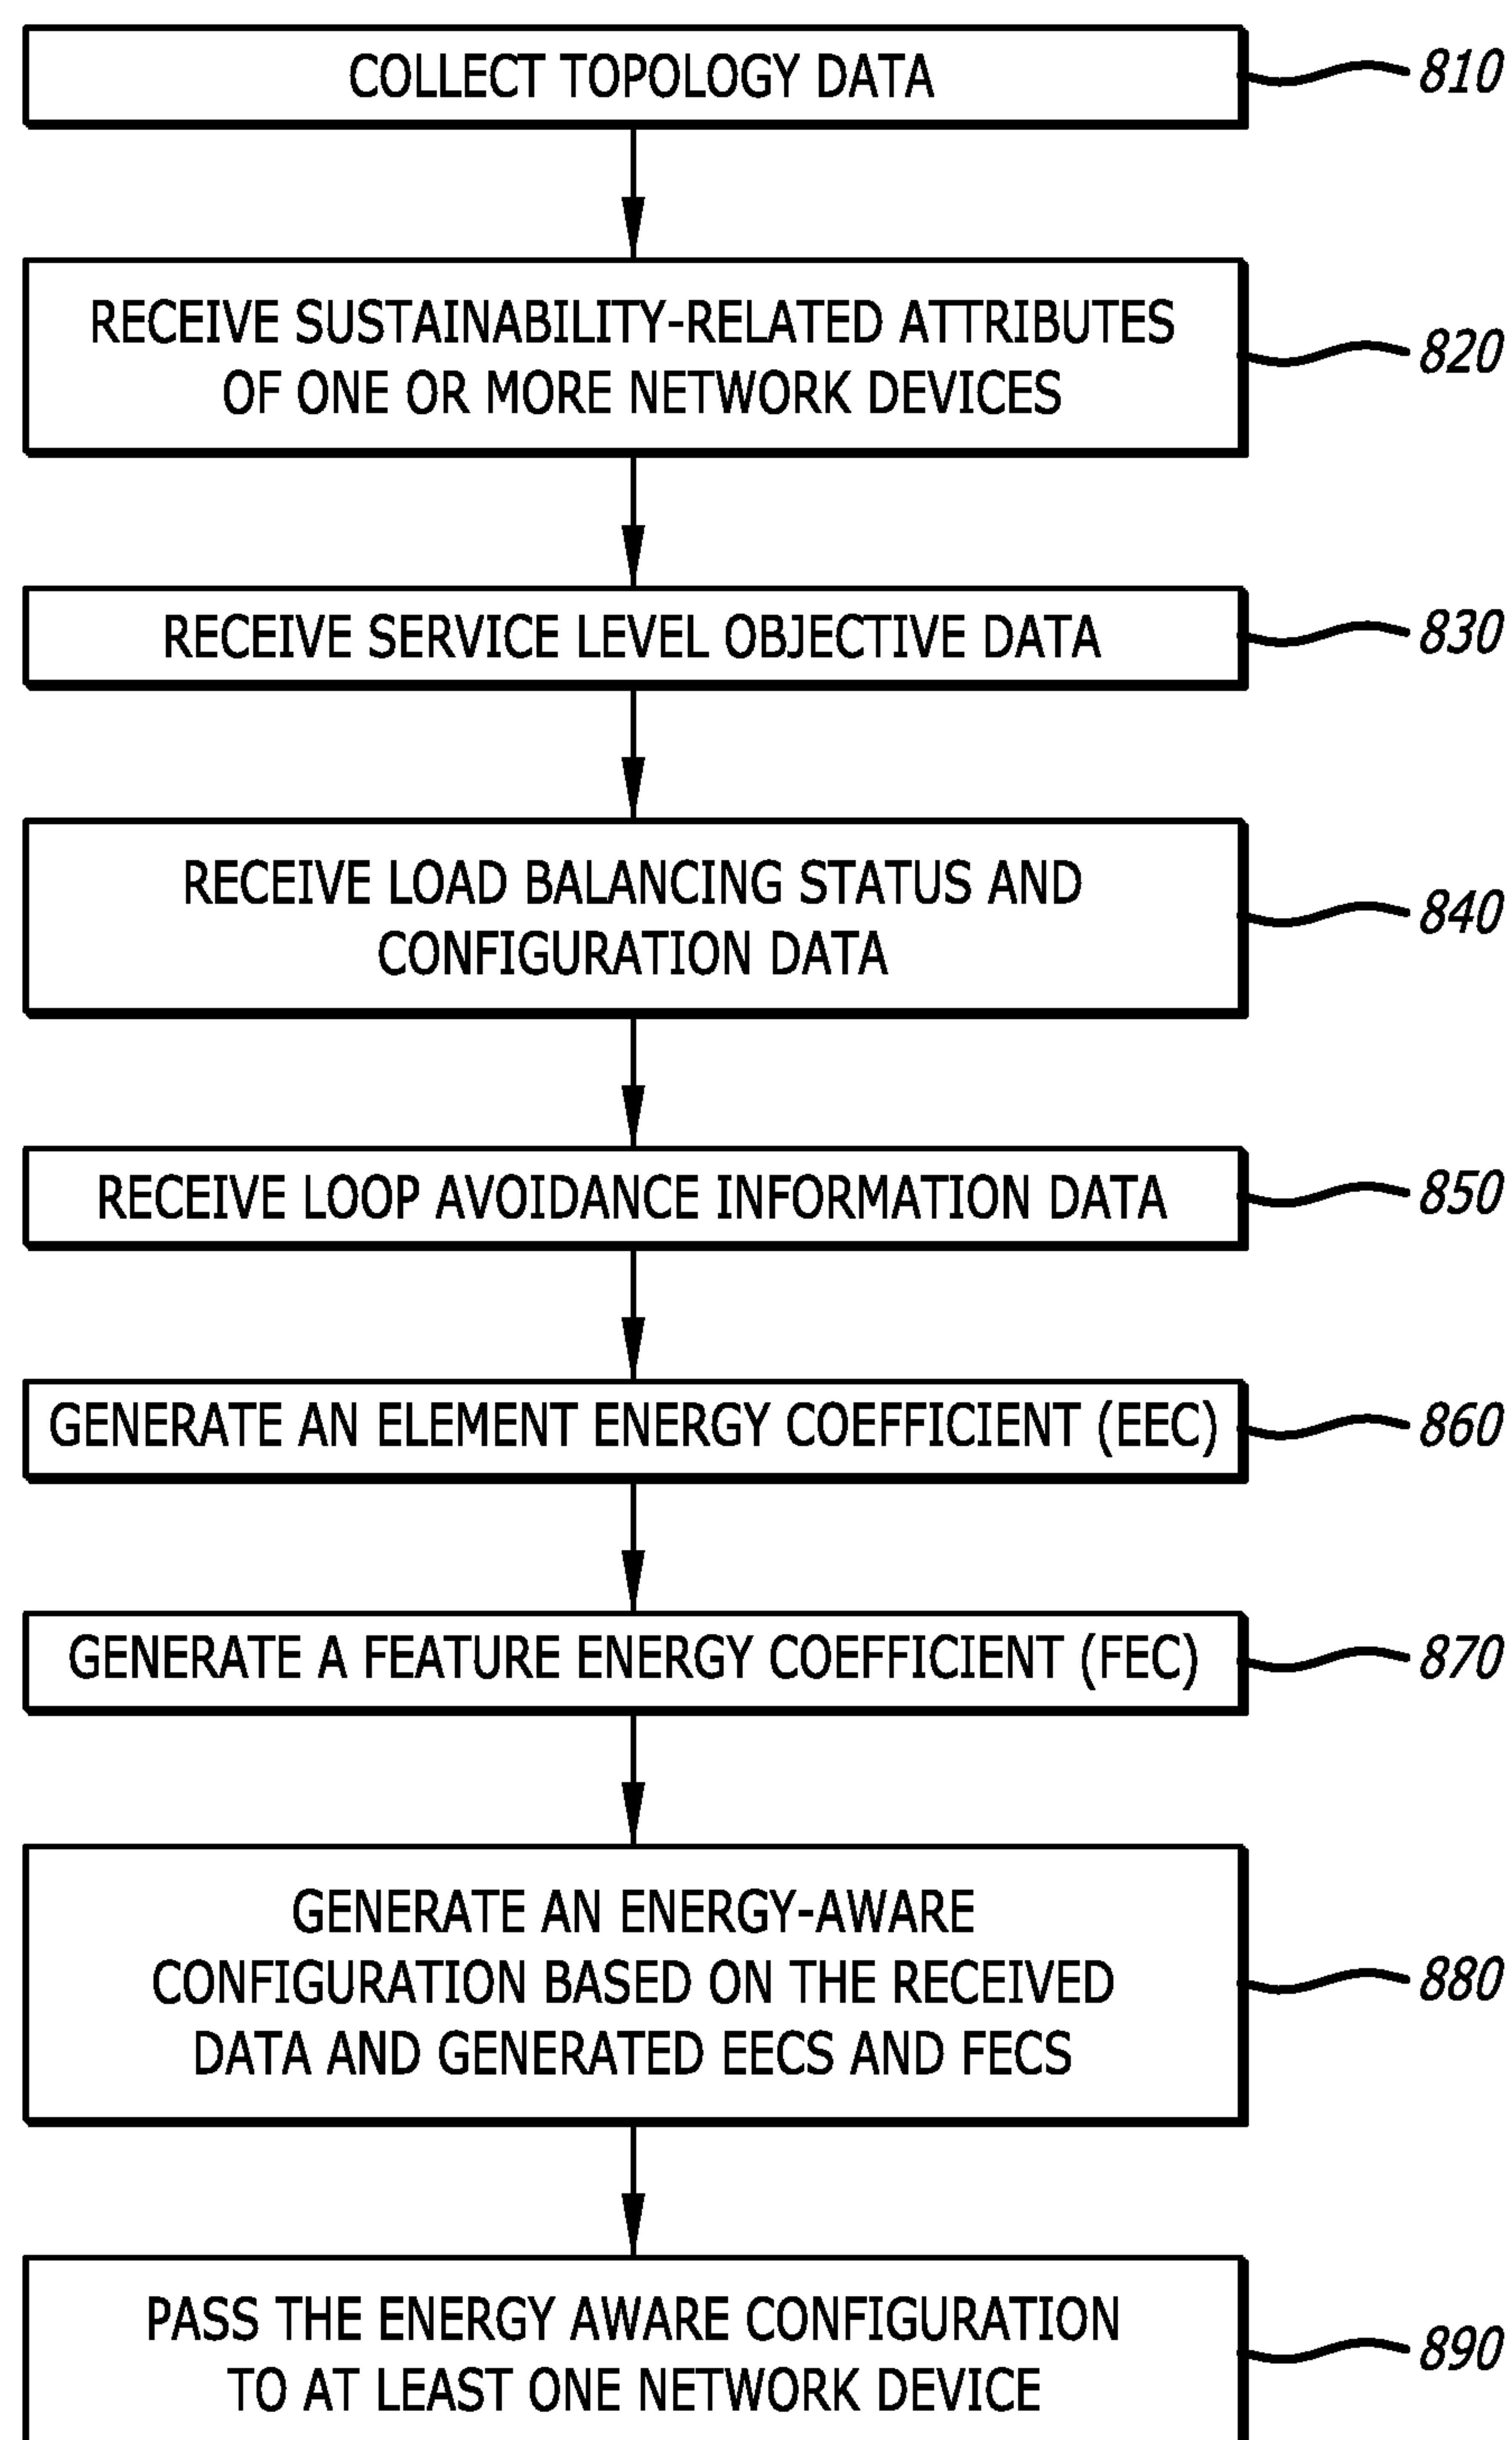 COLLECT TOPOLOGY DATA
810
RECEIVE SUSTAINABILITY-RELATED ATTRIBUTES
OF ONE OR MORE NETWORK DEVICES
820
RECEIVE SERVICE LEVEL OBJECTIVE DATA
830
RECEIVE LOAD BALANCING STATUS AND
CONFIGURATION DATA
840
RECEIVE LOOP AVOIDANCE INFORMATION DATA
850
GENERATE AN ELEMENT ENERGY COEFFICIENT (EEC)
860
GENERATE A FEATURE ENERGY COEFFICIENT (FEC)
870
GENERATE AN ENERGY-AWARE
CONFIGURATION BASED ON THE RECEIVED
DATA AND GENERATED EECS AND FECS
880
PASS THE ENERGY AWARE CONFIGURATION
TO AT LEAST ONE NETWORK DEVICE
890